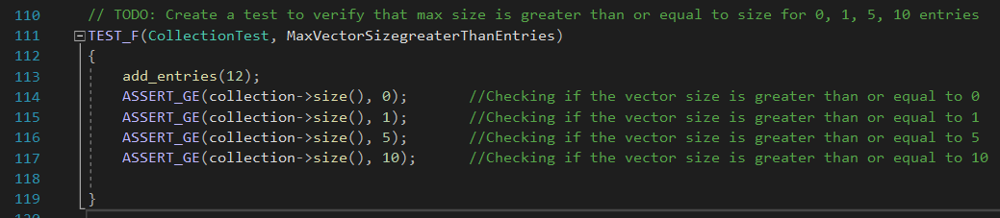 110 // TODO: Create a test to verify that max size is greater than or equal to size for 0, 1, 5, 10 entries
111 TEST_F(CollectionTest, MaxVectorSizegreaterThanEntries)
112 {
113 add_entries(12);
114 ASSERT_GE(collection->size(), 0); //Checking if the vector size is greater than or equal to 0
115 ASSERT_GE(collection->size(), 1); //Checking if the vector size is greater than or equal to 1
116 ASSERT_GE(collection->size(), 5); //Checking if the vector size is greater than or equal to 5
117 ASSERT_GE(collection->size(), 10); //Checking if the vector size is greater than or equal to 10
118
119 }